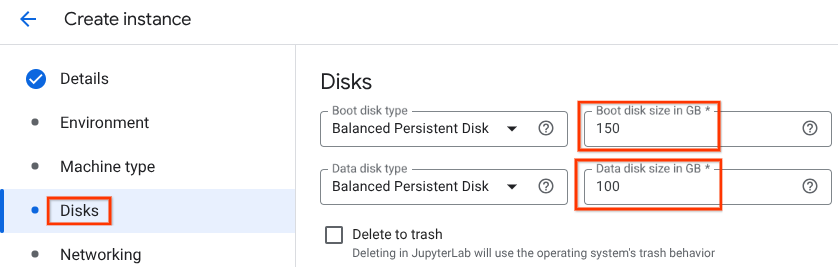 Create instance
Details
Environment
Machine type
Disks
Networking
Disks
Boot disk type
Balanced Persistent Disk
Boot disk size in GB *
150
Data disk type
Balanced Persistent Disk
Data disk size in GB *
100
Delete to trash
Deleting in JupyterLab will use the operating system's trash behavior